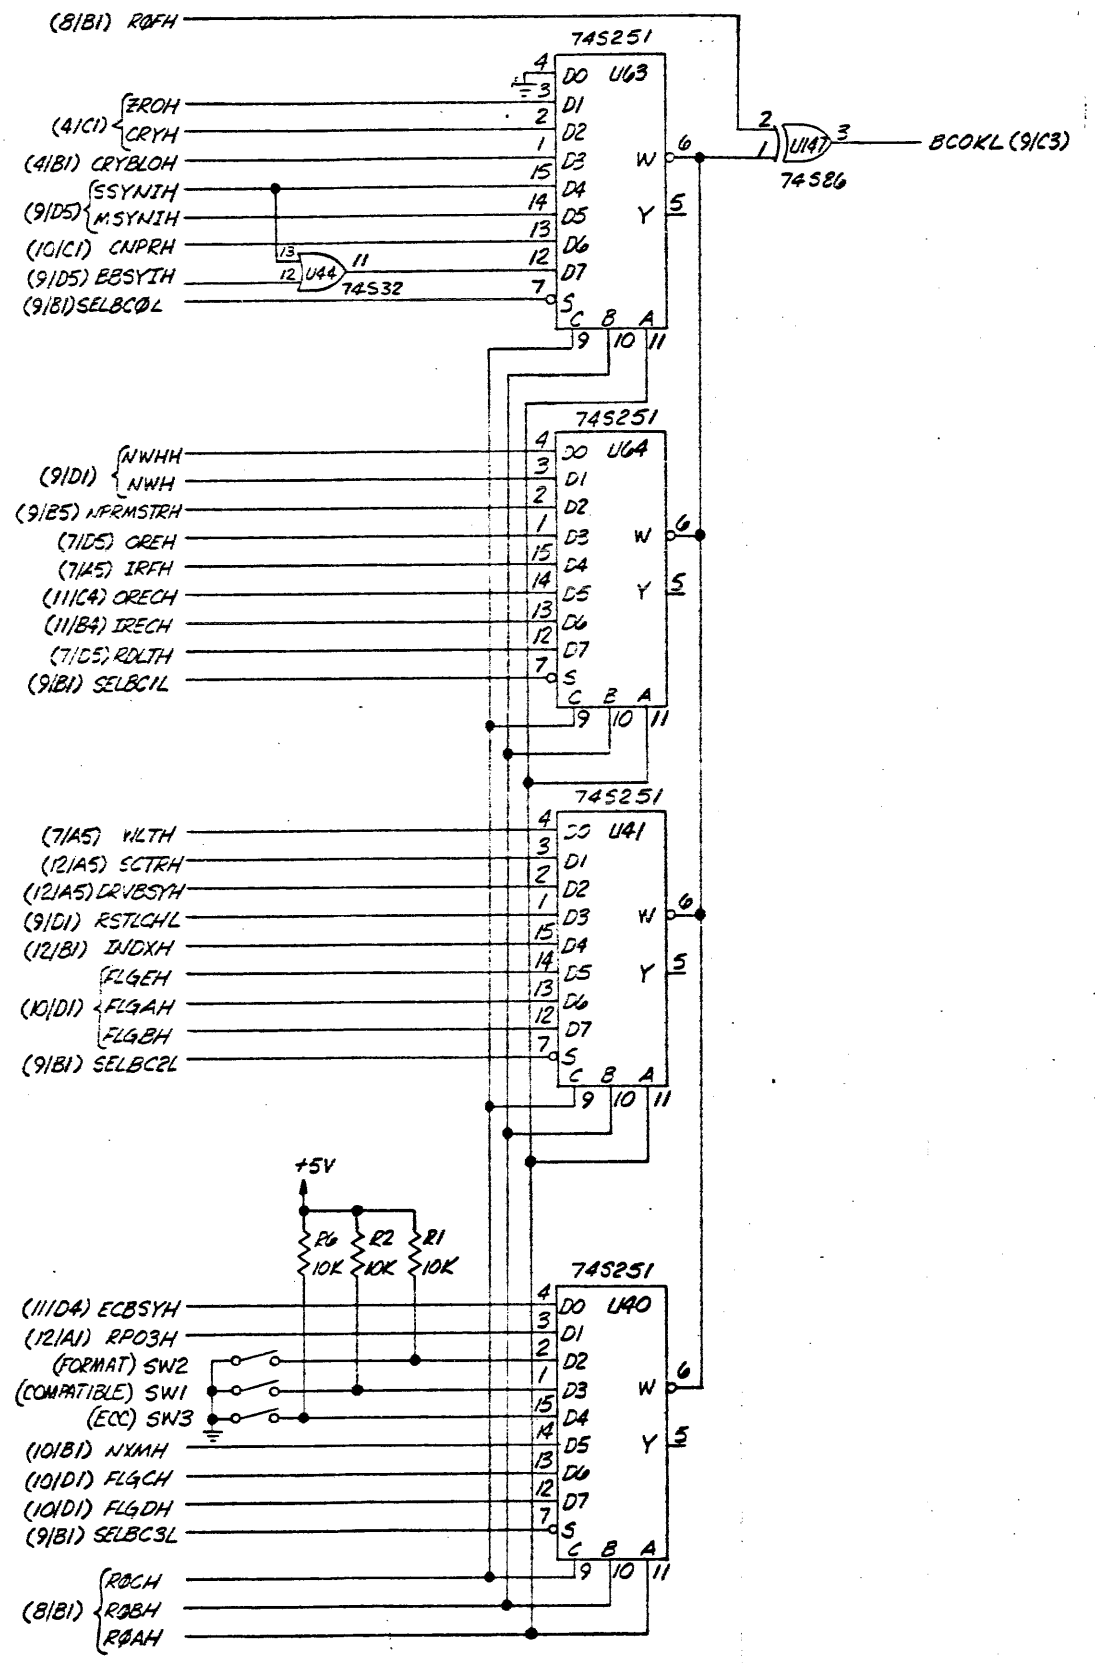 (8/B1) RØFH
74S251
4 D0 U63
ZROH 3 D1
(4/C1) CRYH 2 D2
(4/B1) CRYBLOH 1 D3 W 6
2 1 U147 3 BCOKL (9/C3)
74S86
SSYNIH 15 D4
(9/D5) MSYNIH 14 D5 Y 5
(10/C1) CNPRH 13 D6
13 12 U44 11 12 D7
(9/D5) BBSYIH 74S32
(9/B1) SELBCØL 7 S
C B A
9 10 11
74S251
NWHH 4 D0 U64
(9/D1) NWH 3 D1
(9/B5) NPRMSTRH 2 D2
(7/D5) OREH 1 D3 W 6
(7/A5) IRFH 15 D4
(11/C4) ORECH 14 D5 Y 5
(11/B4) IRECH 13 D6
(7/D5) RDLTH 12 D7
(9/B1) SELBC1L 7 S
C B A
9 10 11
74S251
(7/A5) WLTH 4 D0 U41
(12/A5) SCTRH 3 D1
(12/A5) DRVBSYH 2 D2
(9/D1) RSTLCHL 1 D3 W 6
(12/B1) INDXH 15 D4
FLGEH 14 D5 Y 5
(10/D1) FLGAH 13 D6
FLGBH 12 D7
(9/B1) SELBC2L 7 S
C B A
9 10 11
+5V
R6 R2 R1
10K 10K 10K
74S251
(11/D4) ECBSYH 4 D0 U40
(12/A1) RPO3H 3 D1
(FORMAT) SW2 2 D2
(COMPATIBLE) SW1 1 D3 W 6
(ECC) SW3 15 D4
(10/B1) NXMH 14 D5 Y 5
(10/D1) FLGCH 13 D6
(10/D1) FLGDH 12 D7
(9/B1) SELBC3L 7 S
C B A
9 10 11
RØCH
(8/B1) RØBH
RØAH